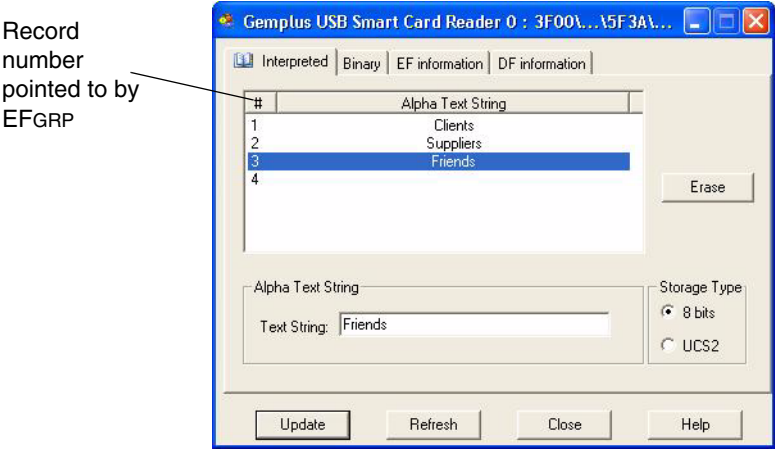 Record
number
pointed to by
EFGRP
Gemplus USB Smart Card Reader 0 : 3F00\...\5F3A\...
Interpreted Binary EF information DF information
# Alpha Text String
1 Clients
2 Suppliers
3 Friends
4
Erase
Alpha Text String
Text String: Friends
Storage Type
8 bits
UCS2
Update Refresh Close Help